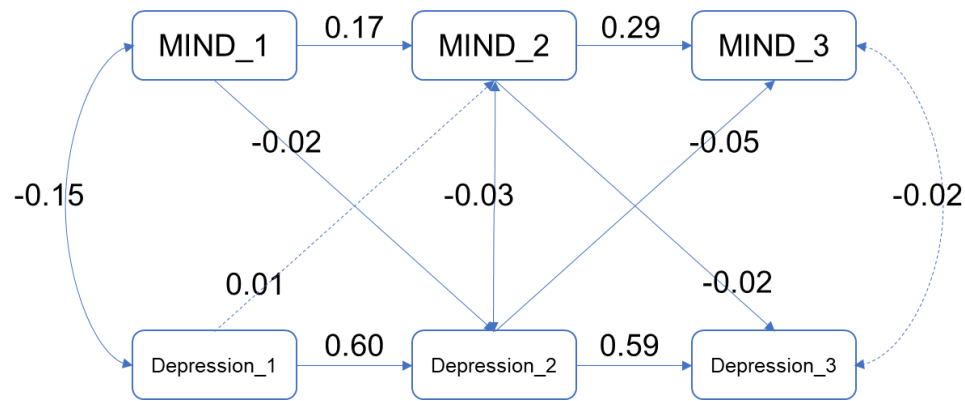 MIND_1
0.17
MIND_2
0.29
MIND_3
-0.02
-0.05
-0.15
-0.03
-0.02
0.01
-0.02
Depression_1
0.60
Depression_2
0.59
Depression_3